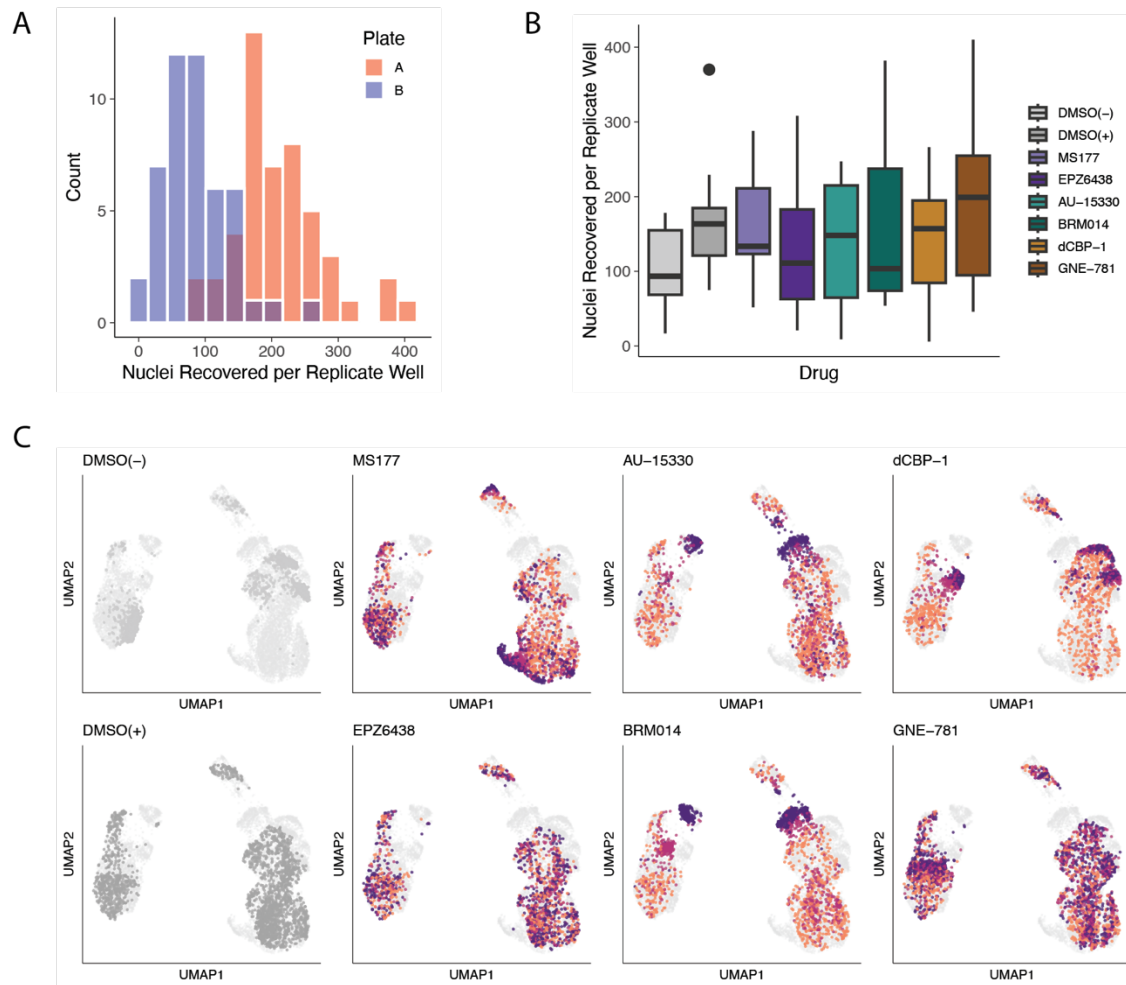 A
Plate
A
B
10
5
0
Count
0 100 200 300 400
Nuclei Recovered per Replicate Well
B
400
300
200
100
0
Nuclei Recovered per Replicate Well
Drug
DMSO(-)
DMSO(+)
MS177
EPZ6438
AU-15330
BRM014
dCBP-1
GNE-781
C
DMSO(−) MS177 AU−15330 dCBP−1
UMAP2 UMAP2 UMAP2 UMAP2
UMAP1 UMAP1 UMAP1 UMAP1
DMSO(+) EPZ6438 BRM014 GNE−781
UMAP2 UMAP2 UMAP2 UMAP2
UMAP1 UMAP1 UMAP1 UMAP1